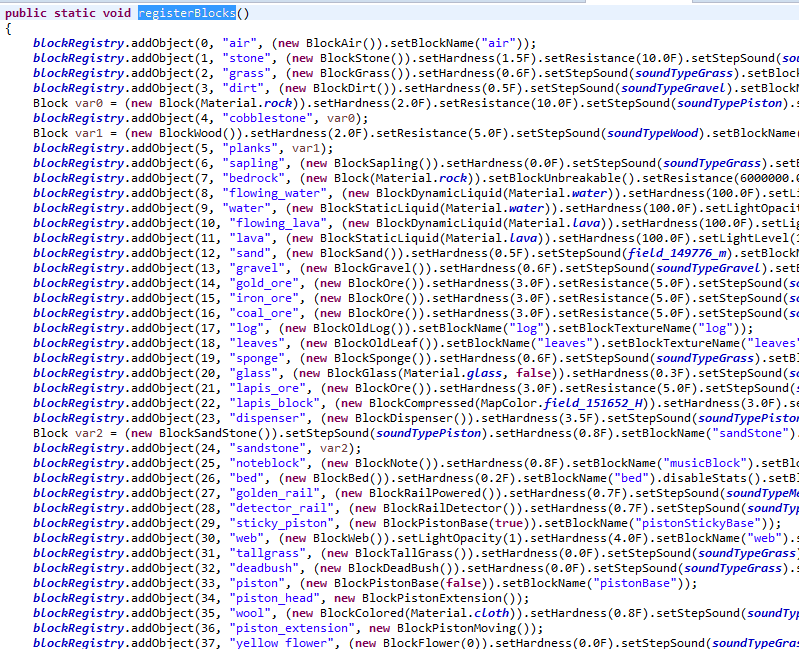 public static void registerBlocks()
{
blockRegistry.addObject(0, "air", (new BlockAir()).setBlockName("air"));
blockRegistry.addObject(1, "stone", (new BlockStone()).setHardness(1.5F).setResistance(10.0F).setStepSound(sou
blockRegistry.addObject(2, "grass", (new BlockGrass()).setHardness(0.6F).setStepSound(soundTypeGrass).setBlock
blockRegistry.addObject(3, "dirt", (new BlockDirt()).setHardness(0.5F).setStepSound(soundTypeGravel).setBlockN
Block var0 = (new Block(Material.rock)).setHardness(2.0F).setResistance(10.0F).setStepSound(soundTypePiston).s
blockRegistry.addObject(4, "cobblestone", var0);
Block var1 = (new BlockWood()).setHardness(2.0F).setResistance(5.0F).setStepSound(soundTypeWood).setBlockName(
blockRegistry.addObject(5, "planks", var1);
blockRegistry.addObject(6, "sapling", (new BlockSapling()).setHardness(0.0F).setStepSound(soundTypeGrass).setB
blockRegistry.addObject(7, "bedrock", (new Block(Material.rock)).setBlockUnbreakable().setResistance(6000000.0
blockRegistry.addObject(8, "flowing_water", (new BlockDynamicLiquid(Material.water)).setHardness(100.0F).setLi
blockRegistry.addObject(9, "water", (new BlockStaticLiquid(Material.water)).setHardness(100.0F).setLightOpacit
blockRegistry.addObject(10, "flowing_lava", (new BlockDynamicLiquid(Material.lava)).setHardness(100.0F).setLig
blockRegistry.addObject(11, "lava", (new BlockStaticLiquid(Material.lava)).setHardness(100.0F).setLightLevel(1
blockRegistry.addObject(12, "sand", (new BlockSand()).setHardness(0.5F).setStepSound(field_149776_m).setBlockN
blockRegistry.addObject(13, "gravel", (new BlockGravel()).setHardness(0.6F).setStepSound(soundTypeGravel).setB
blockRegistry.addObject(14, "gold_ore", (new BlockOre()).setHardness(3.0F).setResistance(5.0F).setStepSound(so
blockRegistry.addObject(15, "iron_ore", (new BlockOre()).setHardness(3.0F).setResistance(5.0F).setStepSound(so
blockRegistry.addObject(16, "coal_ore", (new BlockOre()).setHardness(3.0F).setResistance(5.0F).setStepSound(so
blockRegistry.addObject(17, "log", (new BlockOldLog()).setBlockName("log").setBlockTextureName("log"));
blockRegistry.addObject(18, "leaves", (new BlockOldLeaf()).setBlockName("leaves").setBlockTextureName("leaves"
blockRegistry.addObject(19, "sponge", (new BlockSponge()).setHardness(0.6F).setStepSound(soundTypeGrass).setBl
blockRegistry.addObject(20, "glass", (new BlockGlass(Material.glass, false)).setHardness(0.3F).setStepSound(so
blockRegistry.addObject(21, "lapis_ore", (new BlockOre()).setHardness(3.0F).setResistance(5.0F).setStepSound(s
blockRegistry.addObject(22, "lapis_block", (new BlockCompressed(MapColor.field_151652_H)).setHardness(3.0F).se
blockRegistry.addObject(23, "dispenser", (new BlockDispenser()).setHardness(3.5F).setStepSound(soundTypePiston
Block var2 = (new BlockSandStone()).setStepSound(soundTypePiston).setHardness(0.8F).setBlockName("sandStone").
blockRegistry.addObject(24, "sandstone", var2);
blockRegistry.addObject(25, "noteblock", (new BlockNote()).setHardness(0.8F).setBlockName("musicBlock").setBlo
blockRegistry.addObject(26, "bed", (new BlockBed()).setHardness(0.2F).setBlockName("bed").disableStats().setBl
blockRegistry.addObject(27, "golden_rail", (new BlockRailPowered()).setHardness(0.7F).setStepSound(soundTypeMe
blockRegistry.addObject(28, "detector_rail", (new BlockRailDetector()).setHardness(0.7F).setStepSound(soundTyp
blockRegistry.addObject(29, "sticky_piston", (new BlockPistonBase(true)).setBlockName("pistonStickyBase"));
blockRegistry.addObject(30, "web", (new BlockWeb()).setLightOpacity(1).setHardness(4.0F).setBlockName("web").s
blockRegistry.addObject(31, "tallgrass", (new BlockTallGrass()).setHardness(0.0F).setStepSound(soundTypeGrass)
blockRegistry.addObject(32, "deadbush", (new BlockDeadBush()).setHardness(0.0F).setStepSound(soundTypeGrass).s
blockRegistry.addObject(33, "piston", (new BlockPistonBase(false)).setBlockName("pistonBase"));
blockRegistry.addObject(34, "piston_head", new BlockPistonExtension());
blockRegistry.addObject(35, "wool", (new BlockColored(Material.cloth)).setHardness(0.8F).setStepSound(soundTyp
blockRegistry.addObject(36, "piston_extension", new BlockPistonMoving());
blockRegistry.addObject(37, "yellow_flower", (new BlockFlower(0)).setHardness(0.0F).setStepSound(soundTypeGras